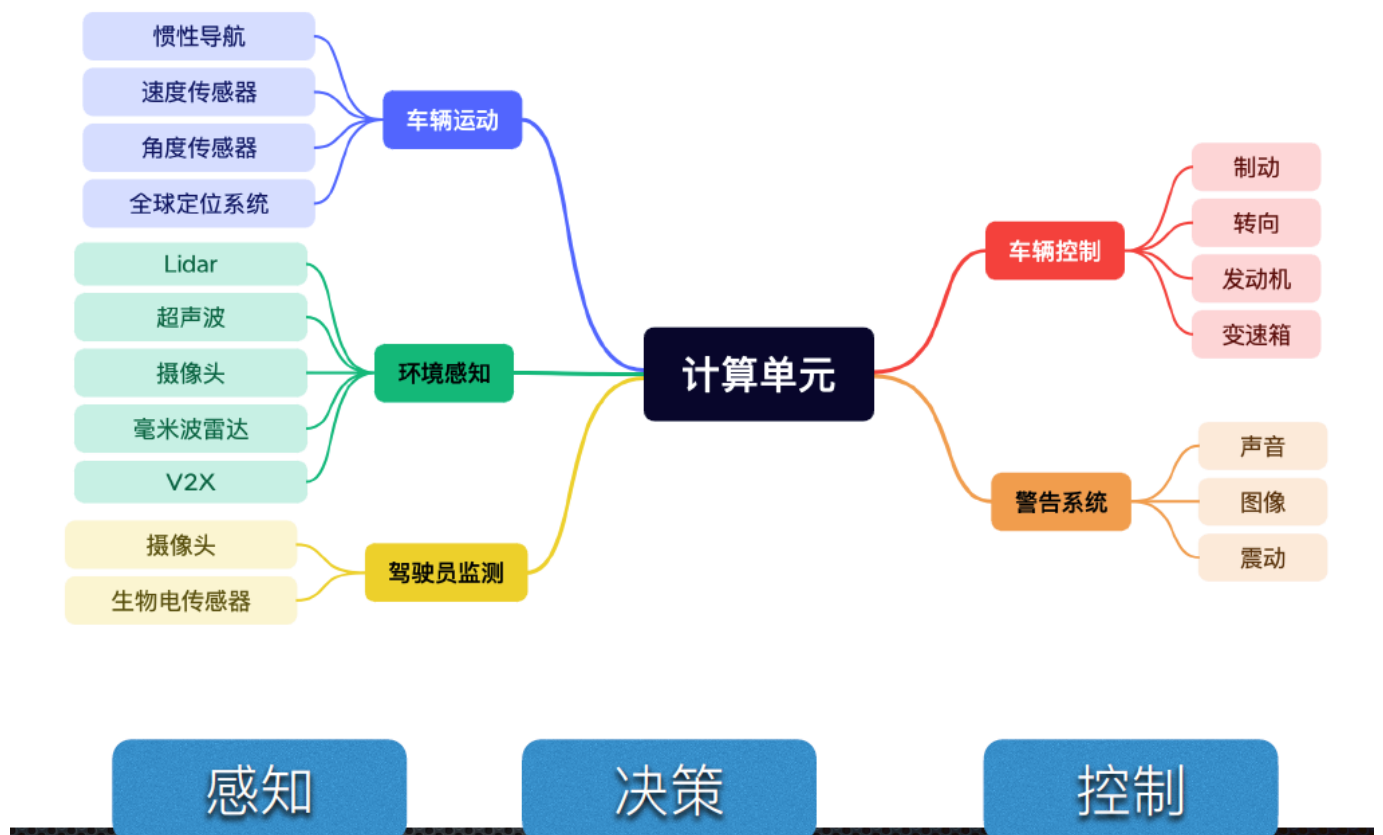 惯性导航
速度传感器
角度传感器
全球定位系统
车辆运动
Lidar
超声波
摄像头
毫米波雷达
V2X
环境感知
摄像头
生物电传感器
驾驶员监测
计算单元
车辆控制
制动
转向
发动机
变速箱
警告系统
声音
图像
震动
感知
决策
控制